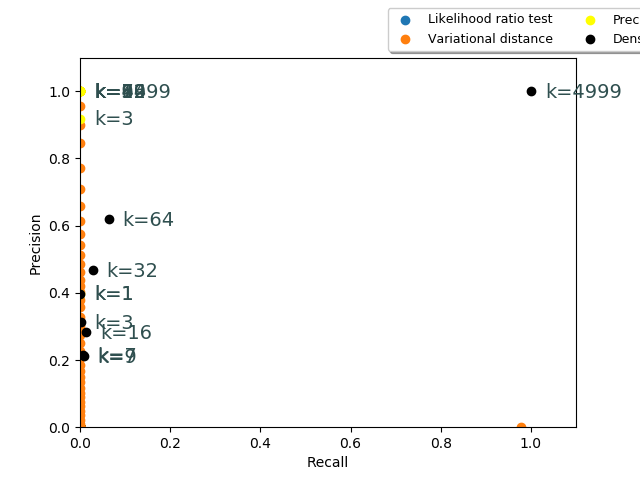 Likelihood ratio test
Variational distance
Prec
Dens
Precision
1.0
0.8
0.6
0.4
0.2
0.0
k=3
k=4999
k=64
k=32
k=1
k=3
k=16
k=9
0.0 0.2 0.4 0.6 0.8 1.0
Recall